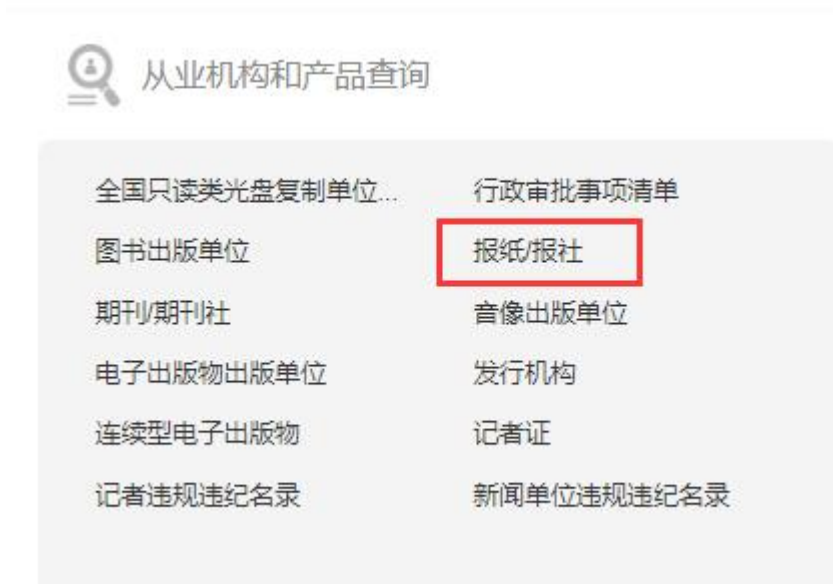 从业机构和产品查询
全国只读类光盘复制单位... 行政审批事项清单
图书出版单位 报纸/报社
期刊/期刊社 音像出版单位
电子出版物出版单位 发行机构
连续型电子出版物 记者证
记者违规违纪名录 新闻单位违规违纪名录